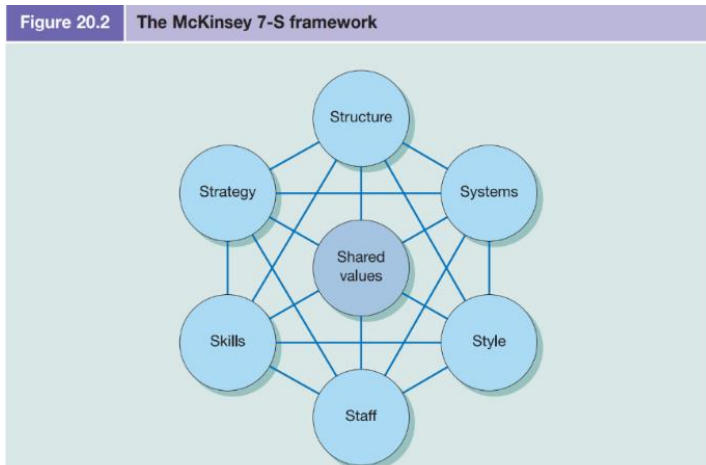 Figure 20.2 The McKinsey 7-S framework
Structure
Strategy
Systems
Shared
values
Skills
Style
Staff